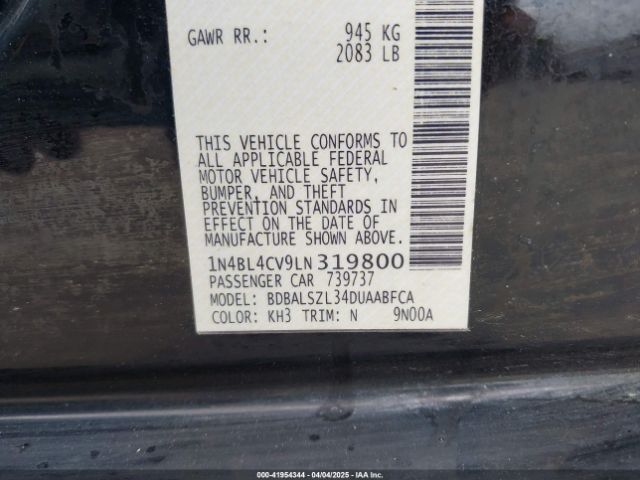 GAWR RR.: 945 KG
2083 LB
THIS VEHICLE CONFORMS TO
ALL APPLICABLE FEDERAL
MOTOR VEHICLE SAFETY,
BUMPER, AND THEFT
PREVENTION STANDARDS IN
EFFECT ON THE DATE OF
MANUFACTURE SHOWN ABOVE.
1N4BL4CV9LN319800
PASSENGER CAR 739737
MODEL: BDBALSZL34DUAABFCA
COLOR: KH3 TRIM: N 9N00A
000-41954344 - 04/04/2025 - IAA Inc.